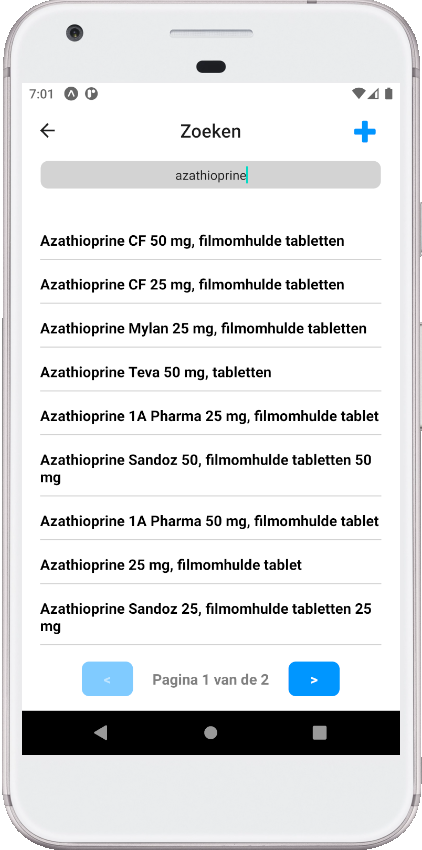 7:01
Zoeken
azathioprine
Azathioprine CF 50 mg, filmomhulde tabletten
Azathioprine CF 25 mg, filmomhulde tabletten
Azathioprine Mylan 25 mg, filmomhulde tabletten
Azathioprine Teva 50 mg, tabletten
Azathioprine 1A Pharma 25 mg, filmomhulde tablet
Azathioprine Sandoz 50, filmomhulde tabletten 50
mg
Azathioprine 1A Pharma 50 mg, filmomhulde tablet
Azathioprine 25 mg, filmomhulde tablet
Azathioprine Sandoz 25, filmomhulde tabletten 25
mg
< Pagina 1 van de 2 >